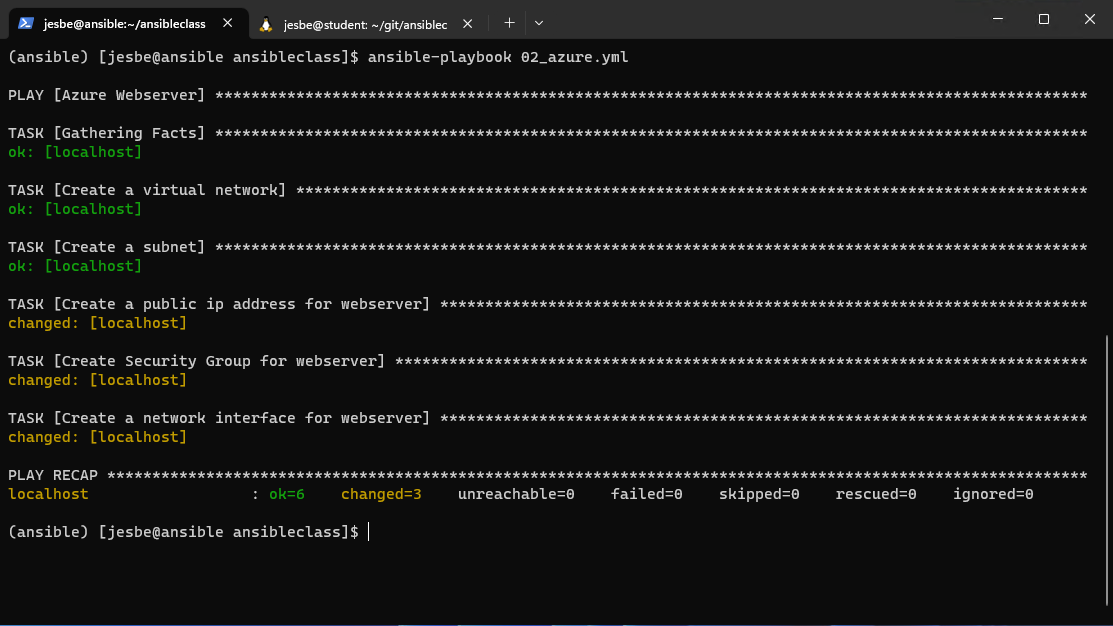 jesbe@ansible:~/ansibleclass
jesbe@student: ~/git/ansiblec
(ansible) [jesbe@ansible ansibleclass]$ ansible-playbook 02_azure.yml
PLAY [Azure Webserver] *************************************************************************************************
TASK [Gathering Facts] *************************************************************************************************
ok: [localhost]
TASK [Create a virtual network] ****************************************************************************************
ok: [localhost]
TASK [Create a subnet] *************************************************************************************************
ok: [localhost]
TASK [Create a public ip address for webserver] ************************************************************************
changed: [localhost]
TASK [Create Security Group for webserver] *****************************************************************************
changed: [localhost]
TASK [Create a network interface for webserver] ************************************************************************
changed: [localhost]
PLAY RECAP *************************************************************************************************************
localhost                  : ok=6    changed=3    unreachable=0    failed=0    skipped=0    rescued=0    ignored=0
(ansible) [jesbe@ansible ansibleclass]$